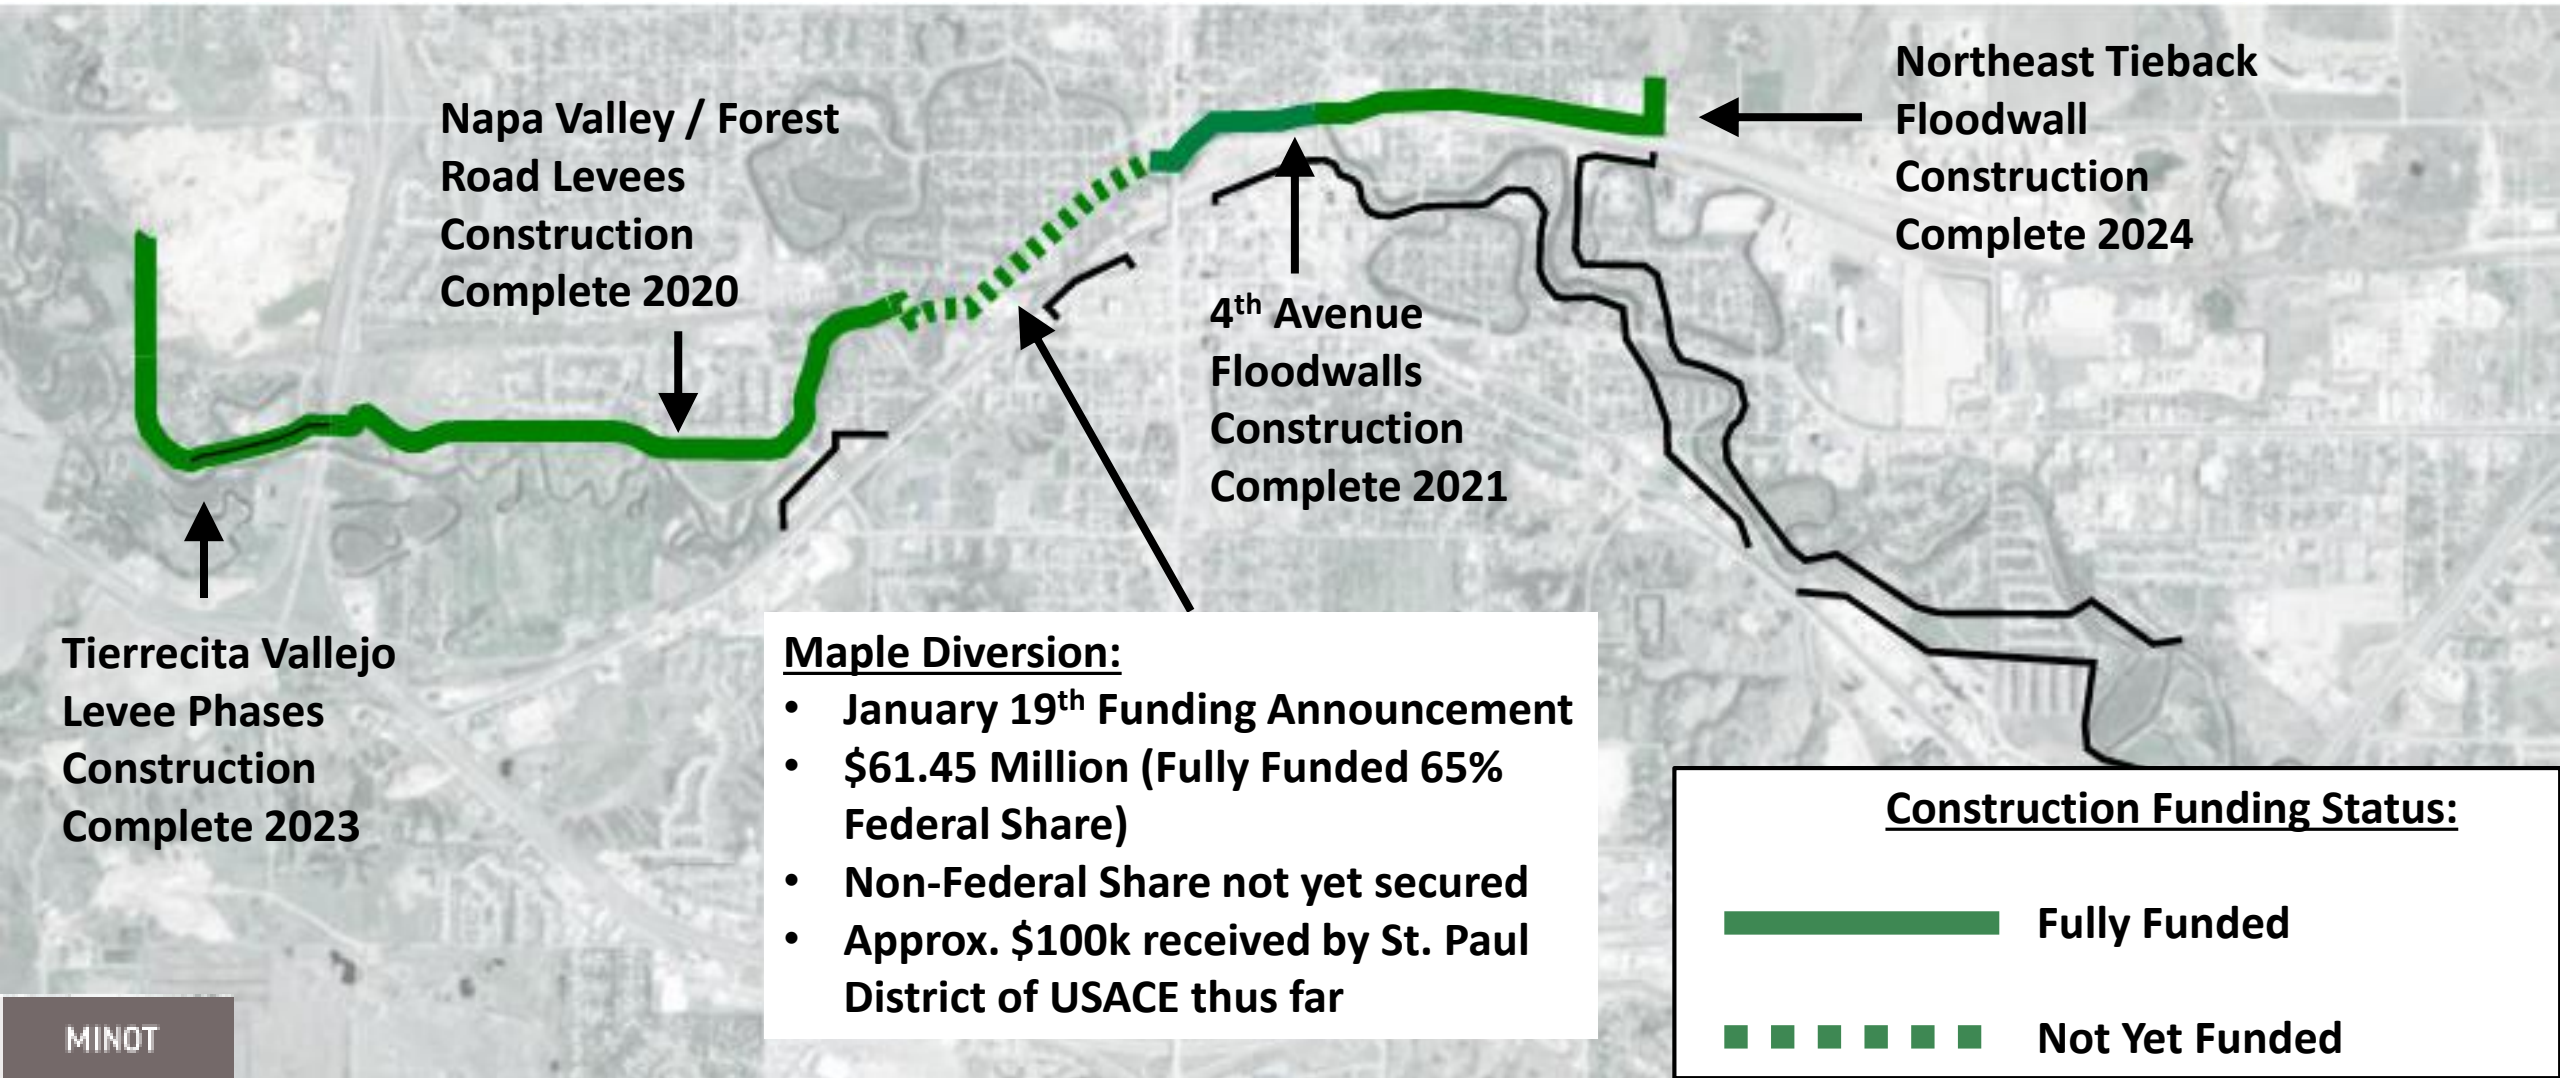 Napa Valley / Forest
Road Levees
Construction
Complete 2020
Northeast Tieback
Floodwall
Construction
Complete 2024
4th Avenue
Floodwalls
Construction
Complete 2021
Tierrecita Vallejo
Levee Phases
Construction
Complete 2023
Maple Diversion:
• January 19th Funding Announcement
• $61.45 Million (Fully Funded 65%
Federal Share)
• Non-Federal Share not yet secured
• Approx. $100k received by St. Paul
District of USACE thus far
Construction Funding Status:
Fully Funded
Not Yet Funded
MINOT